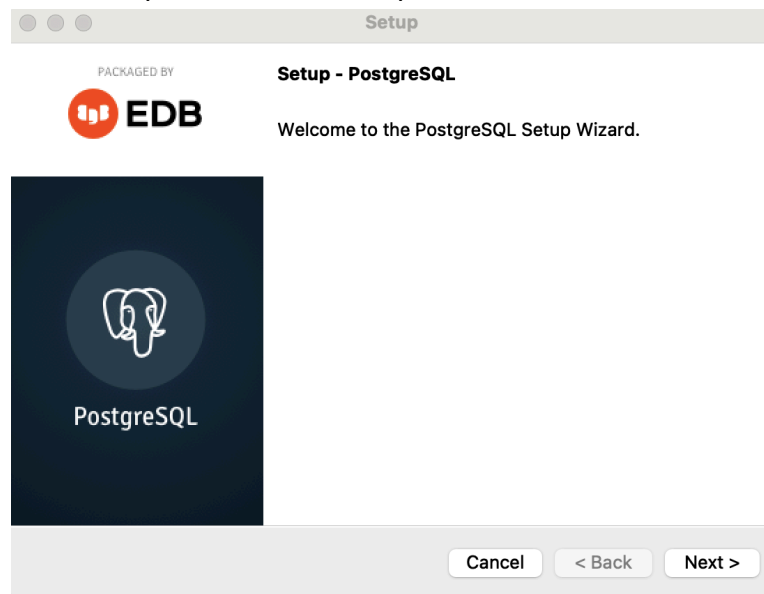 Setup
PACKAGED BY
EDB
Setup - PostgreSQL
Welcome to the PostgreSQL Setup Wizard.
PostgreSQL
Cancel
< Back
Next >